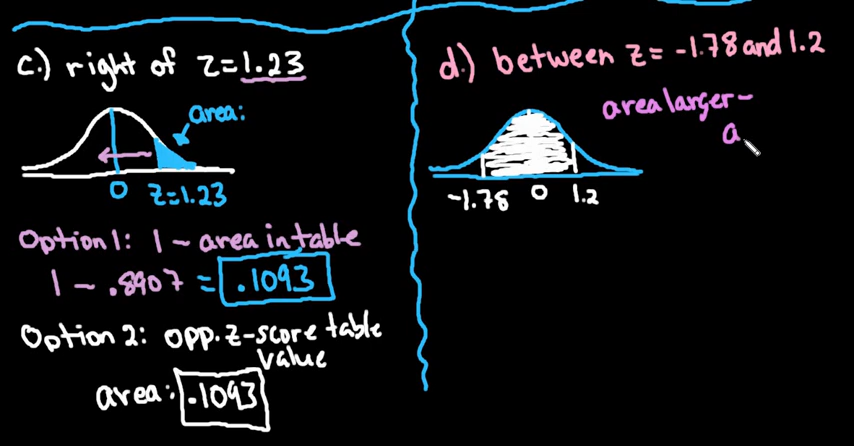 c.) right of z=1.23
area:
0 z=1.23
Option 1: 1 - area in table
1 - .8907 = .1093
Option 2: opp. z-score table
value
area: .1093
d.) between z= -1.78 and 1.2
area larger -
a
-1.78 0 1.2